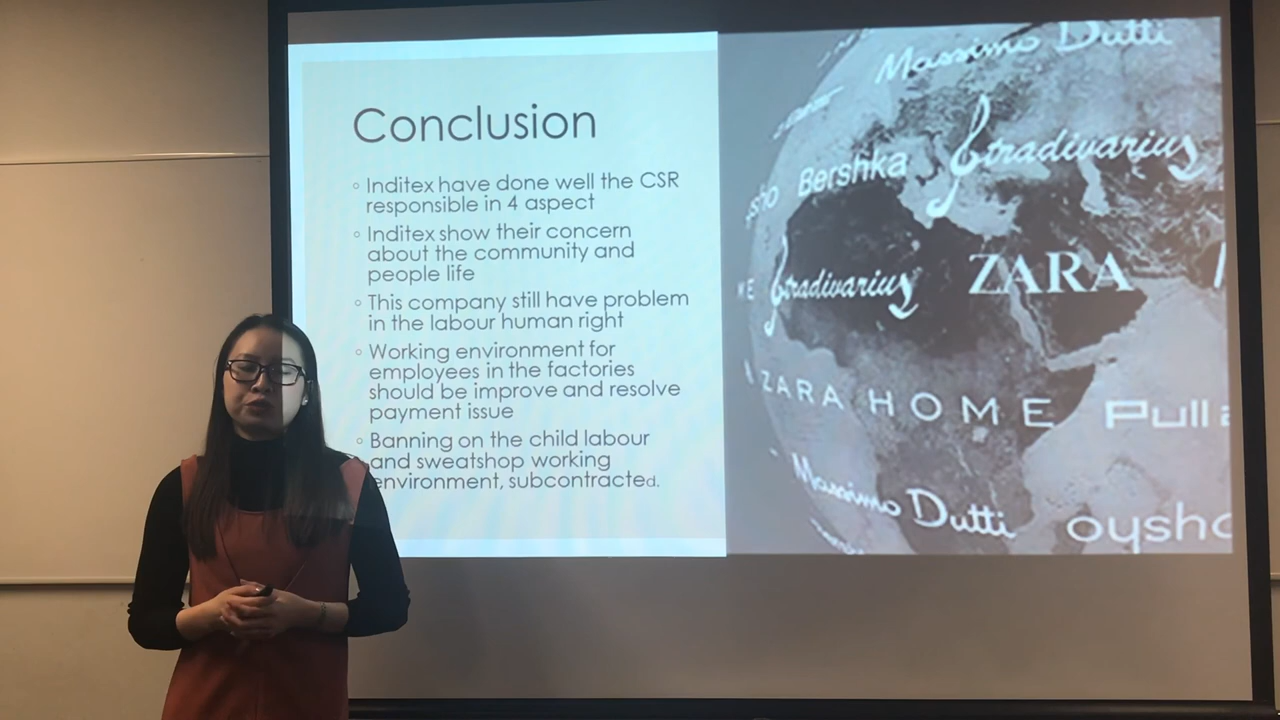 Conclusion
Inditex have done well the CSR
responsible in 4 aspect
Inditex show their concern
about the community and
people life
This company still have problem
in the labour human right
Working environment for
employees in the factories
should be improve and resolve
payment issue
Banning on the child labour
and sweatshop working
environment, subcontracted.
Massimo Dutti
Bershka
Stradivarius
Stradivarius
ZARA
ZARA HOME
Pull
Massimo Dutti
oysho